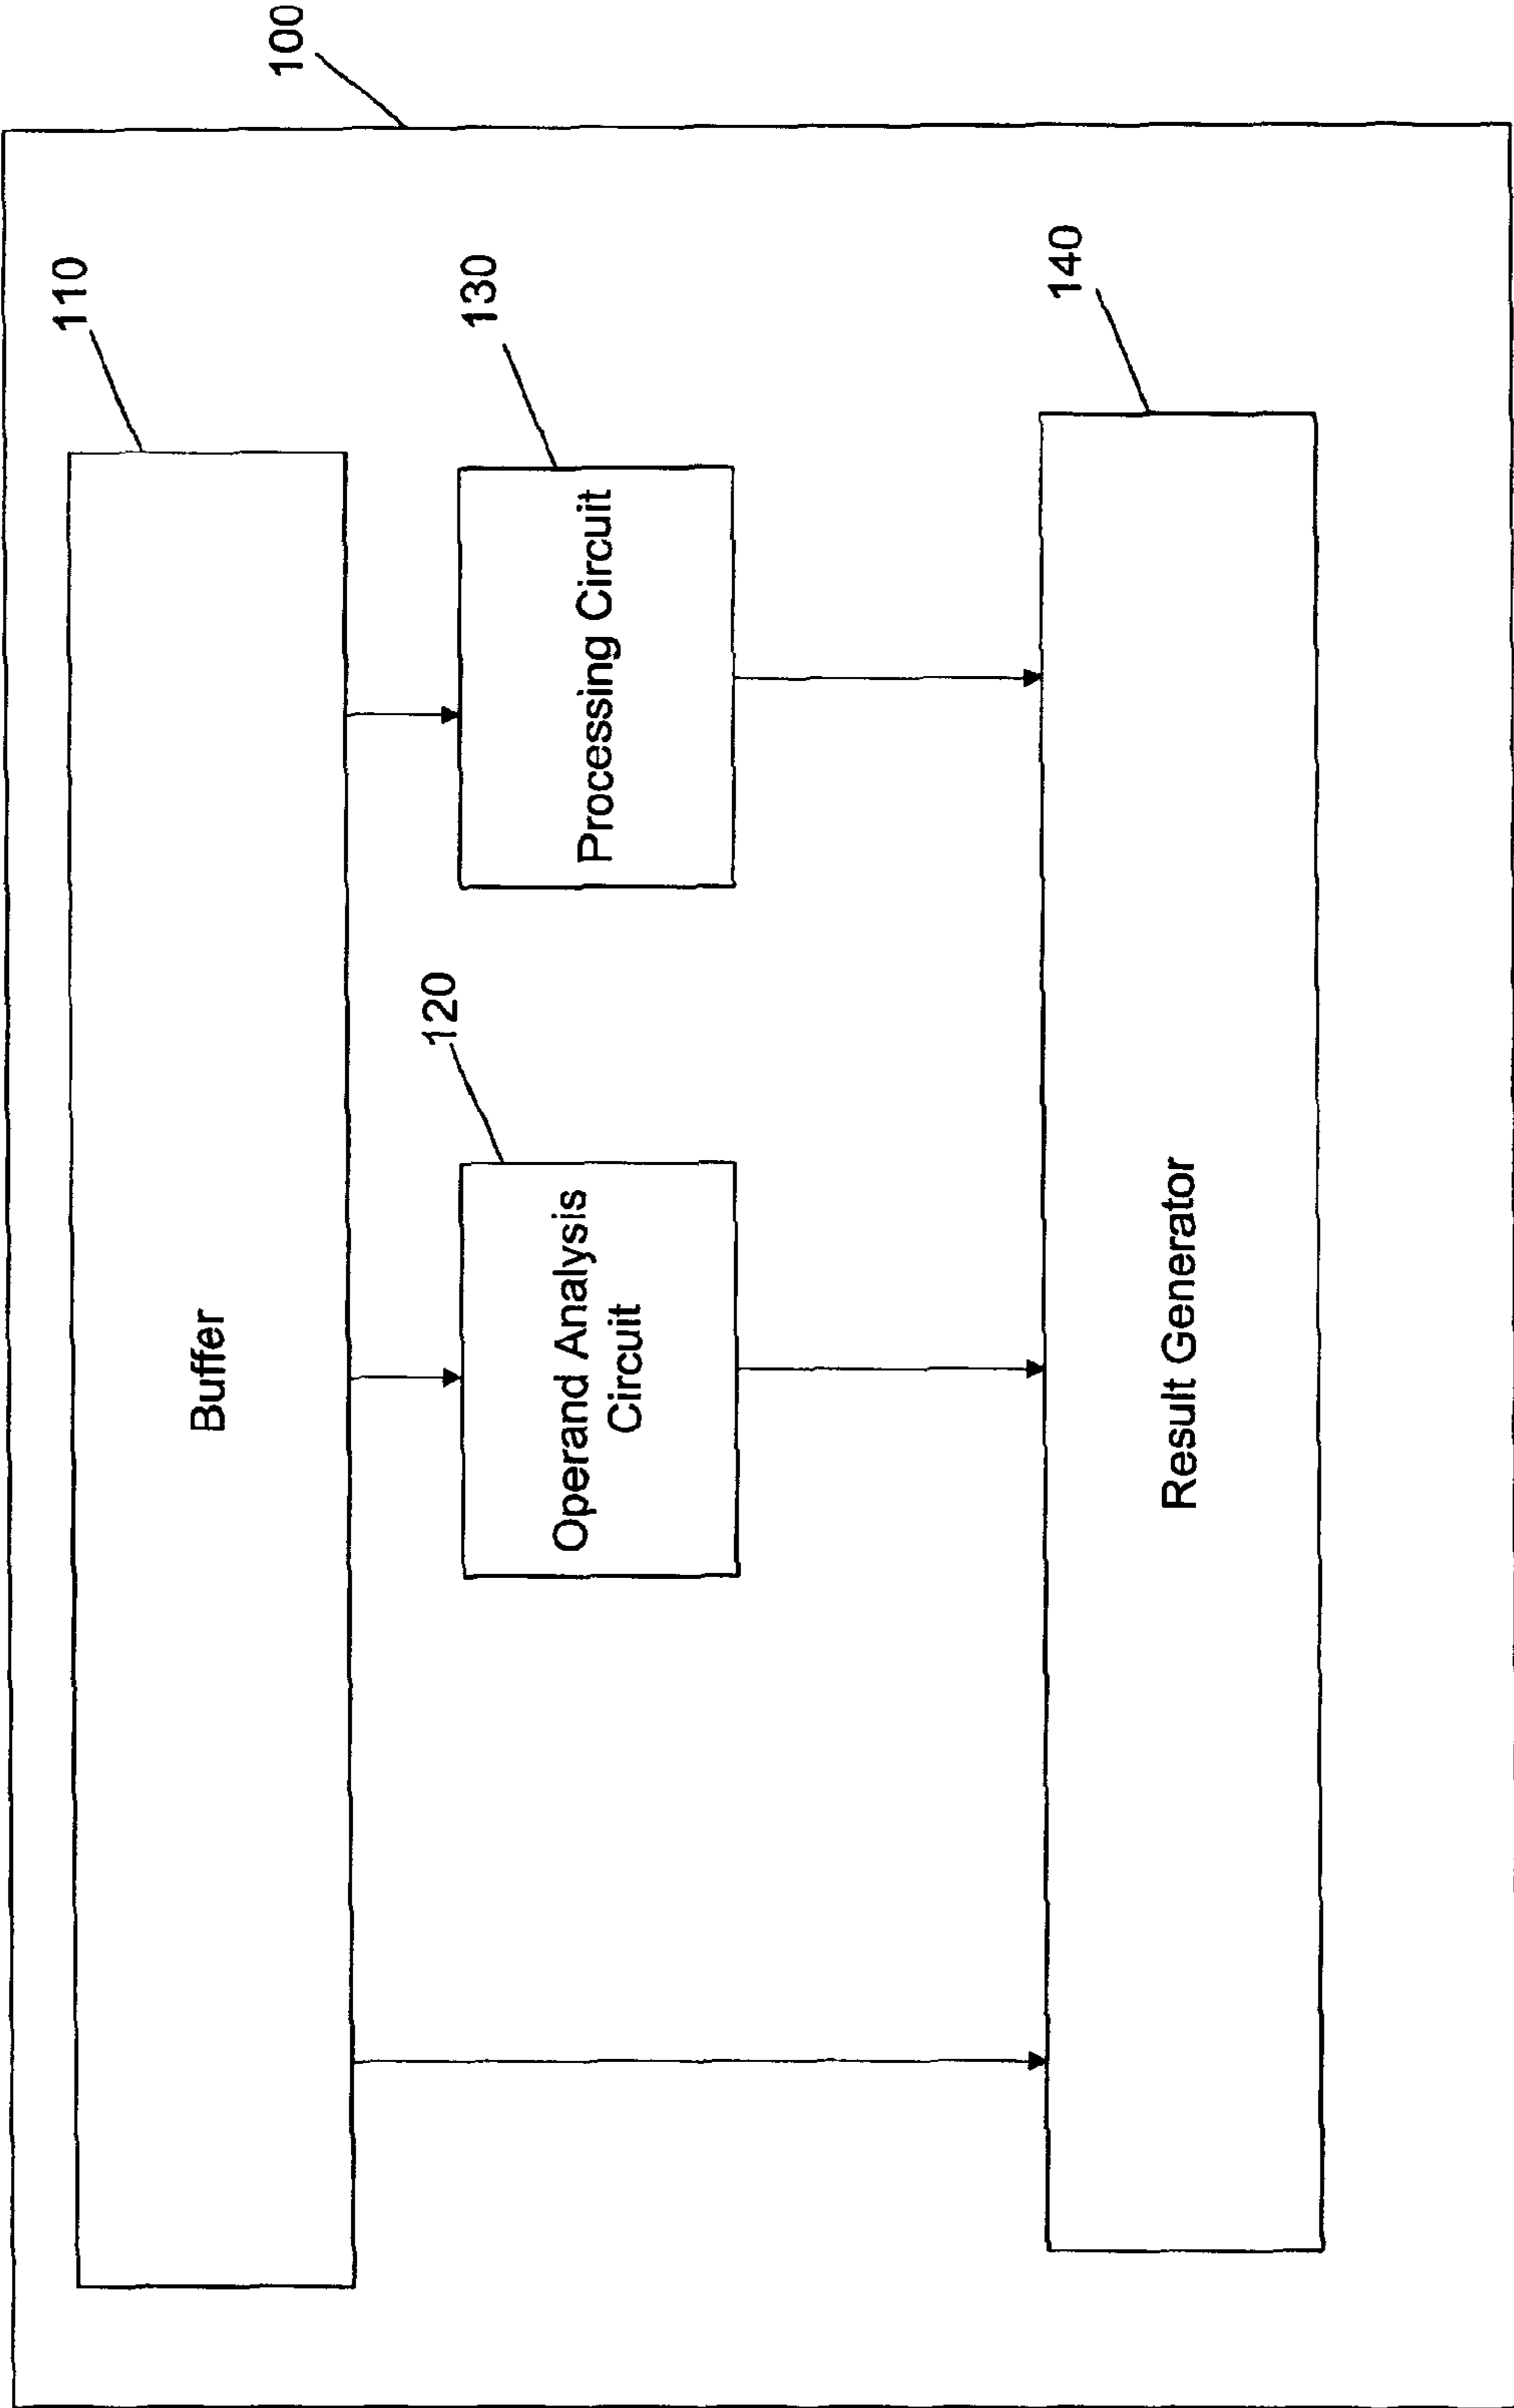 100
110
Buffer
130
Processing Circuit
120
Operand Analysis
Circuit
140
Result Generator